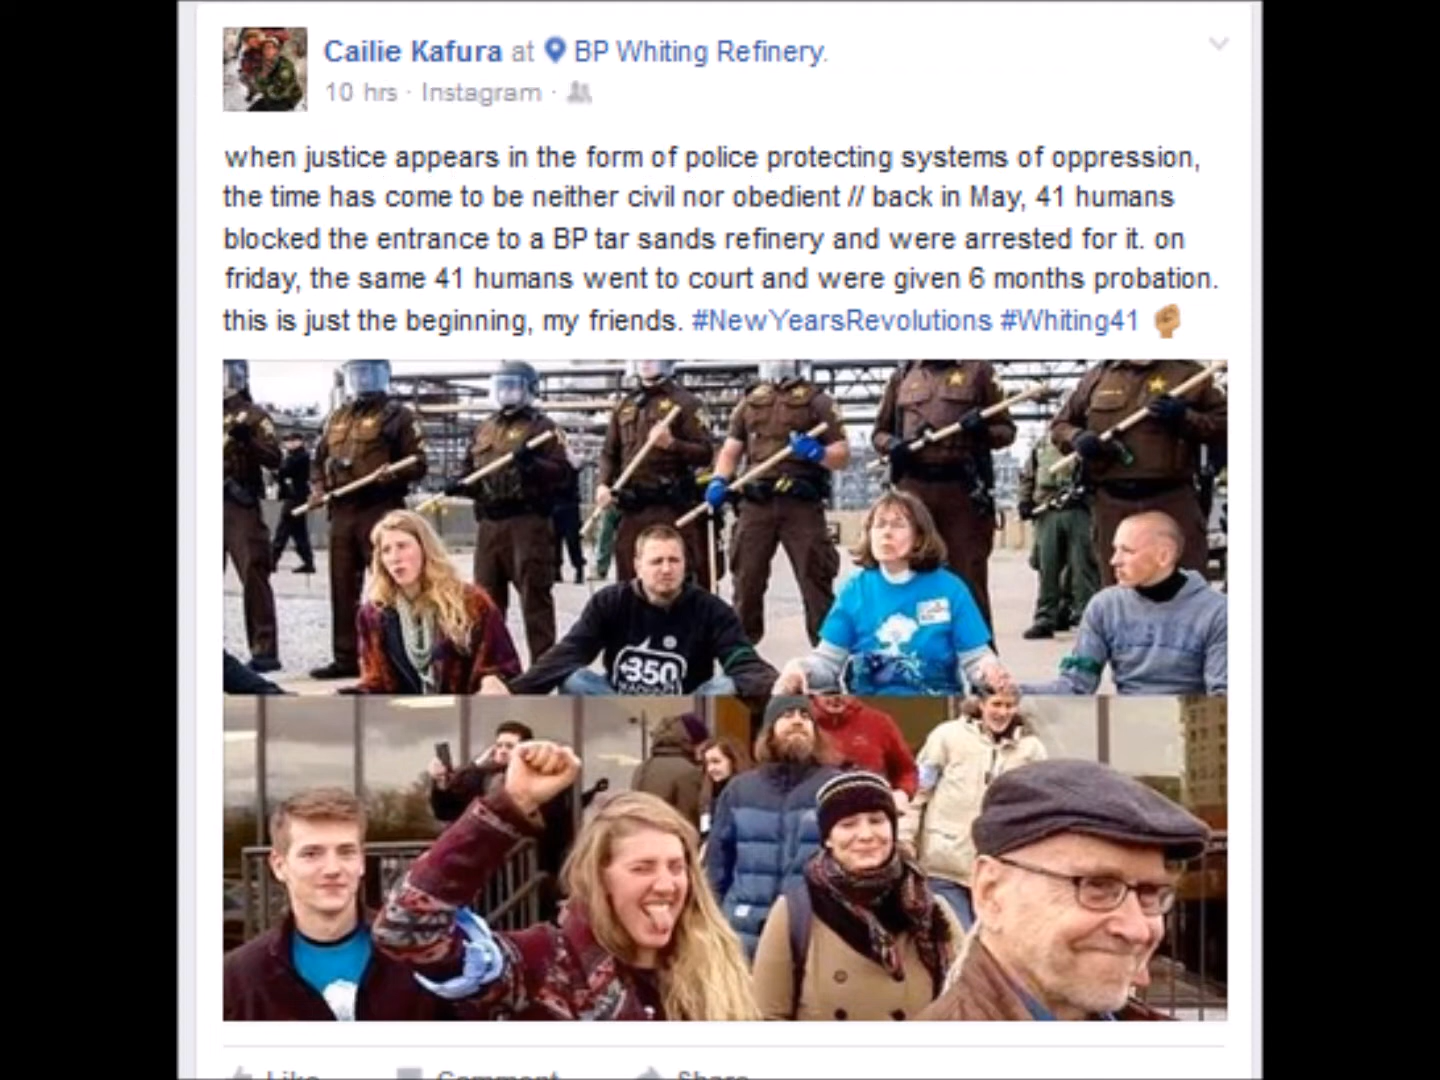 Cailie Kafura at BP Whiting Refinery.
10 hrs · Instagram ·
when justice appears in the form of police protecting systems of oppression,
the time has come to be neither civil nor obedient // back in May, 41 humans
blocked the entrance to a BP tar sands refinery and were arrested for it. on
friday, the same 41 humans went to court and were given 6 months probation.
this is just the beginning, my friends. #NewYearsRevolutions #Whiting41 ✊🏽
350
Like Comment Share